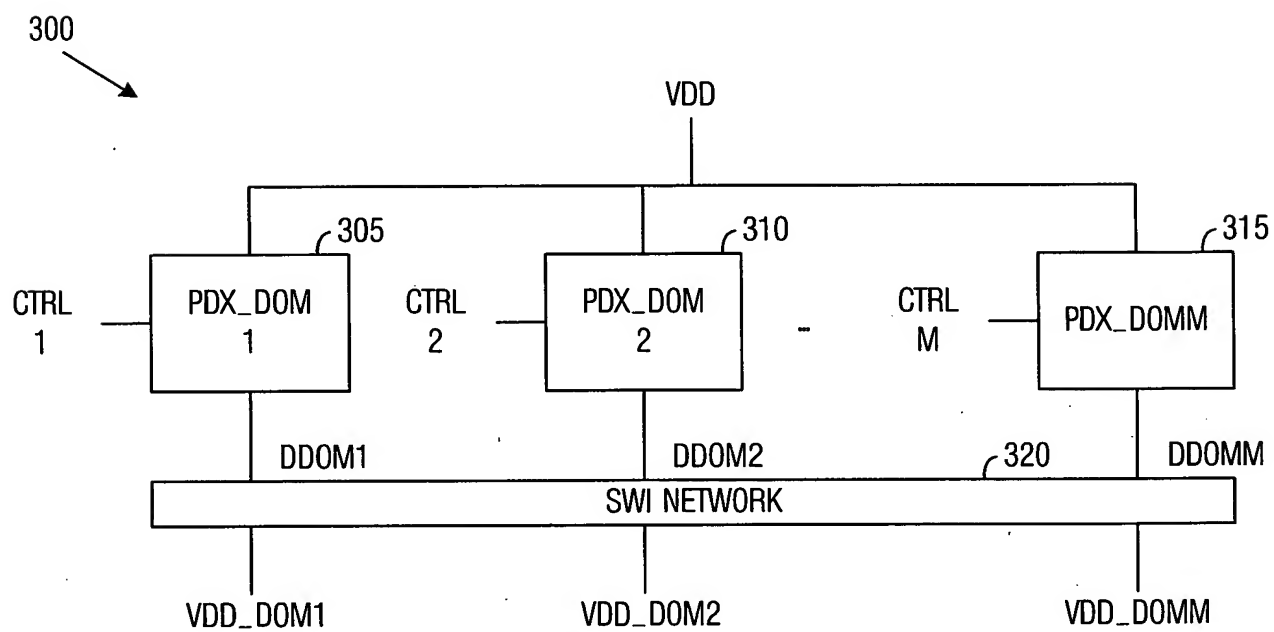 300
VDD
305
310
315
CTRL
1
PDX_DOM
1
CTRL
2
PDX_DOM
2
...
CTRL
M
PDX_DOMM
DDOM1
DDOM2
320
DDOMM
SWI NETWORK
VDD_DOM1
VDD_DOM2
VDD_DOMM